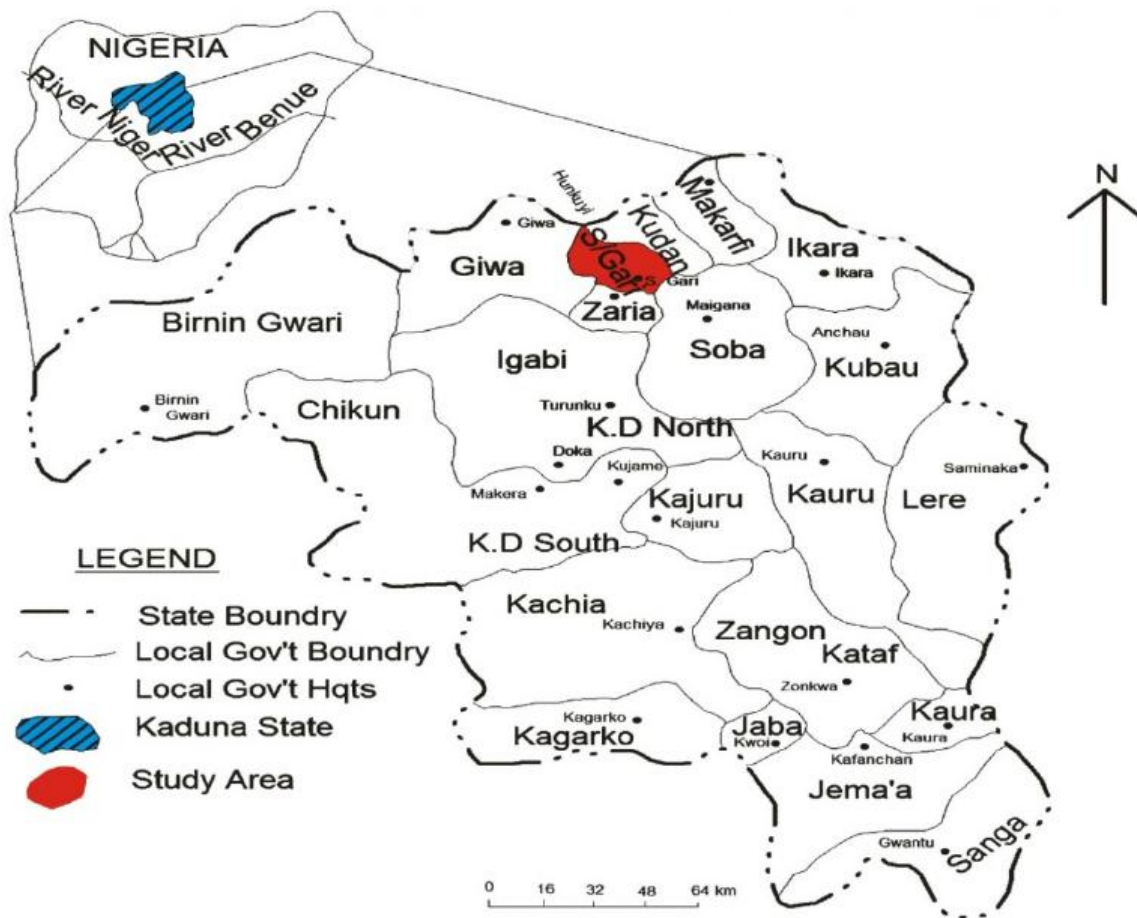 NIGERIA
River Niger
River Benue
N
Hunkuyi
Makarfi
Kudan
Giwa
S/Gari
Ikara
Giwa
Ikara
S. Gari
Zaria
Maigana
Birnin Gwari
Anchau
Soba
Igabi
Kubau
Birnin
Gwari
Chikun
Turunku
K.D North
Doka
Kujame
Kauru
Saminaka
Makera
Kajuru
Kauru
Lere
Kajuru
K.D South
Kachia
Kachiya
Zangon
Kataf
Zonkwa
Kagarko
Kagarko
Jaba
Kwoi
Kaura
Kaura
Kafanchan
Jema'a
Gwantu
Sanga
LEGEND
State Boundry
Local Gov't Boundry
Local Gov't Hqts
Kaduna State
Study Area
0 16 32 48 64 km